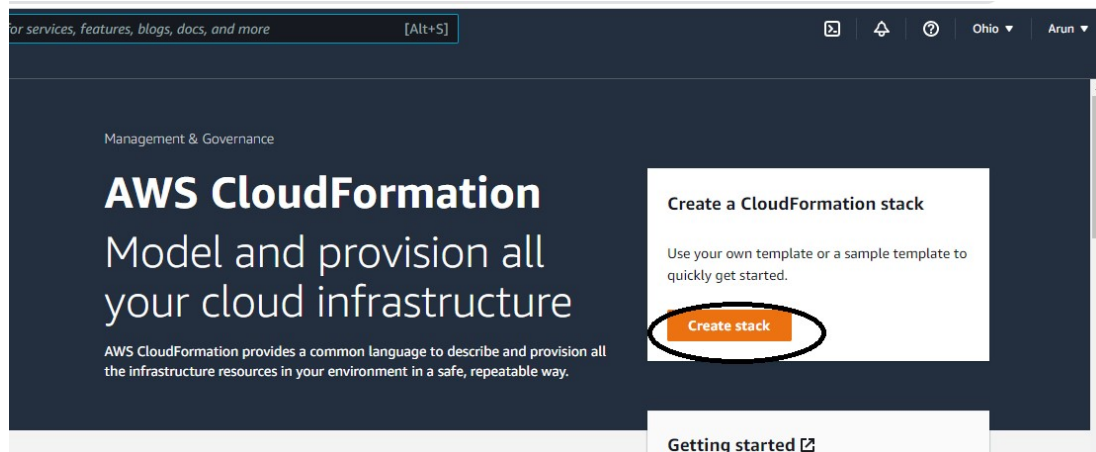 for services, features, blogs, docs, and more [Alt+S] Ohio ▼ Arun ▼
Management & Governance
AWS CloudFormation
Model and provision all
your cloud infrastructure
AWS CloudFormation provides a common language to describe and provision all
the infrastructure resources in your environment in a safe, repeatable way.
Create a CloudFormation stack
Use your own template or a sample template to
quickly get started.
Create stack
Getting started